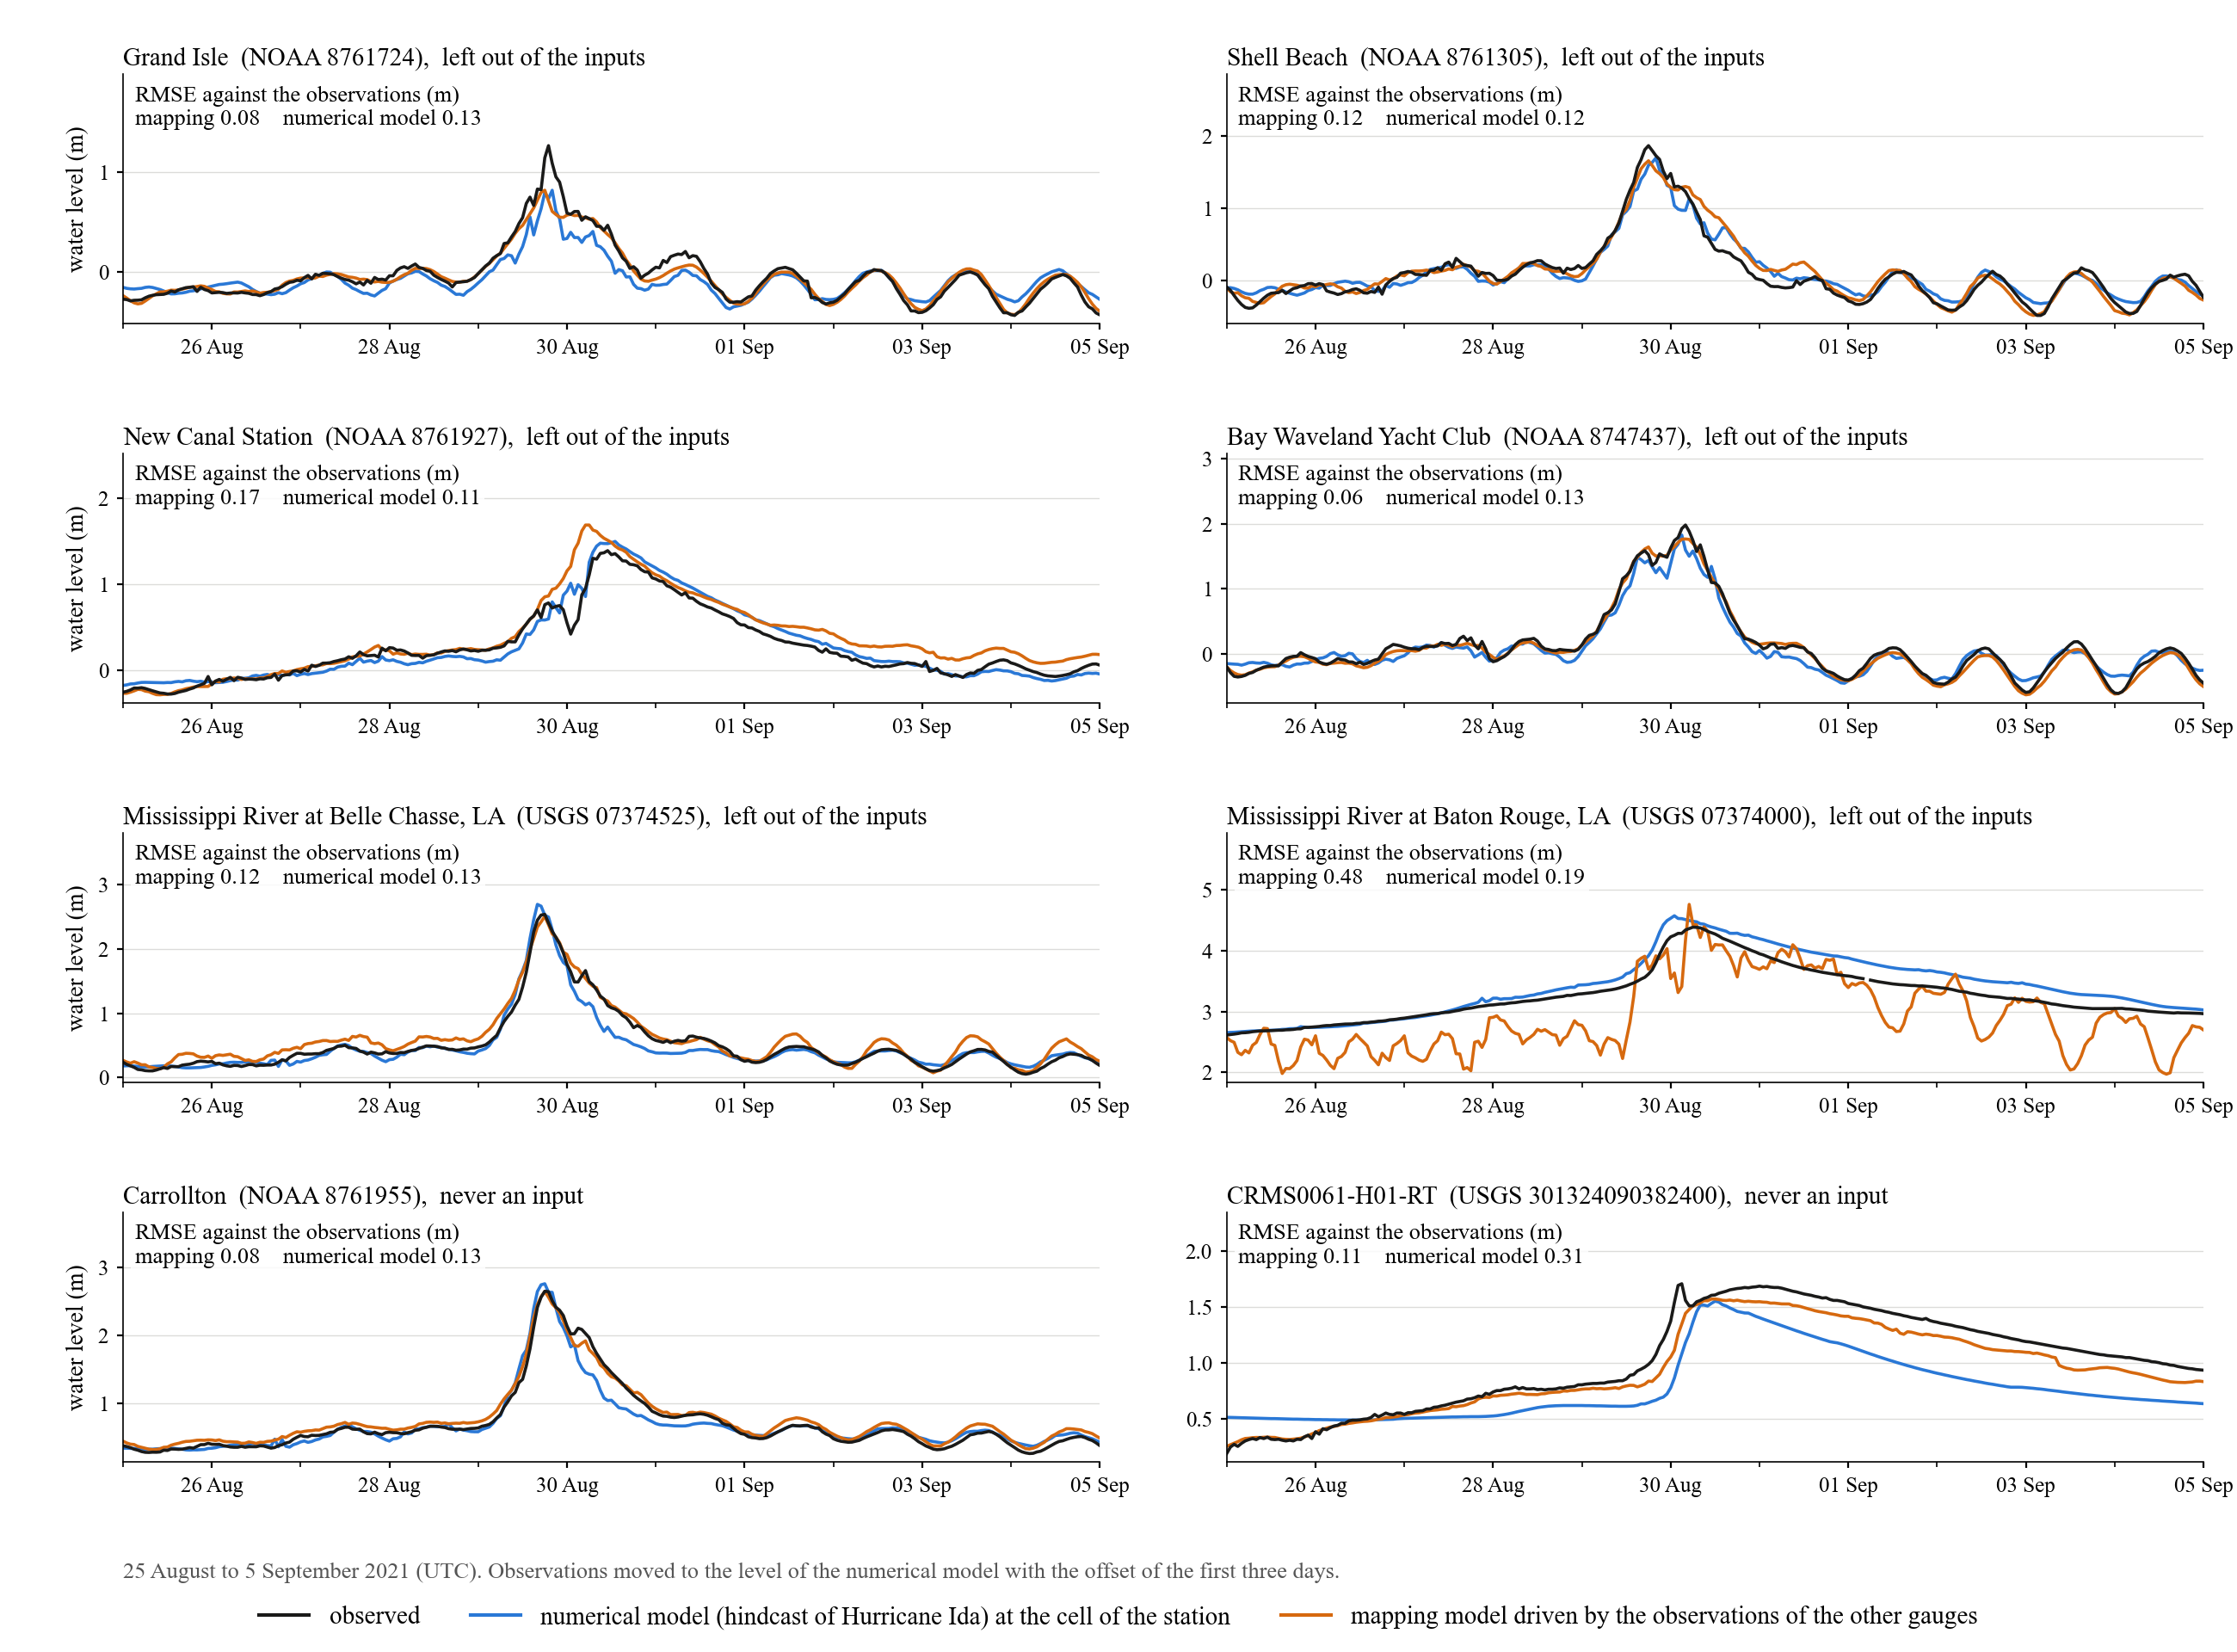 Grand Isle (NOAA 8761724), left out of the inputs
RMSE against the observations (m)
mapping 0.08 numerical model 0.13
water level (m)
1
0
26 Aug 28 Aug 30 Aug 01 Sep 03 Sep 05 Sep
Shell Beach (NOAA 8761305), left out of the inputs
RMSE against the observations (m)
mapping 0.12 numerical model 0.12
2
1
0
26 Aug 28 Aug 30 Aug 01 Sep 03 Sep 05 Sep
New Canal Station (NOAA 8761927), left out of the inputs
RMSE against the observations (m)
mapping 0.17 numerical model 0.11
water level (m)
2
1
0
26 Aug 28 Aug 30 Aug 01 Sep 03 Sep 05 Sep
Bay Waveland Yacht Club (NOAA 8747437), left out of the inputs
RMSE against the observations (m)
mapping 0.06 numerical model 0.13
3
2
1
0
26 Aug 28 Aug 30 Aug 01 Sep 03 Sep 05 Sep
Mississippi River at Belle Chasse, LA (USGS 07374525), left out of the inputs
RMSE against the observations (m)
mapping 0.12 numerical model 0.13
water level (m)
3
2
1
0
26 Aug 28 Aug 30 Aug 01 Sep 03 Sep 05 Sep
Mississippi River at Baton Rouge, LA (USGS 07374000), left out of the inputs
RMSE against the observations (m)
mapping 0.48 numerical model 0.19
5
4
3
2
26 Aug 28 Aug 30 Aug 01 Sep 03 Sep 05 Sep
Carrollton (NOAA 8761955), never an input
RMSE against the observations (m)
mapping 0.08 numerical model 0.13
water level (m)
3
2
1
26 Aug 28 Aug 30 Aug 01 Sep 03 Sep 05 Sep
CRMS0061-H01-RT (USGS 301324090382400), never an input
RMSE against the observations (m)
mapping 0.11 numerical model 0.31
2.0
1.5
1.0
0.5
26 Aug 28 Aug 30 Aug 01 Sep 03 Sep 05 Sep
25 August to 5 September 2021 (UTC). Observations moved to the level of the numerical model with the offset of the first three days.
observed numerical model (hindcast of Hurricane Ida) at the cell of the station mapping model driven by the observations of the other gauges